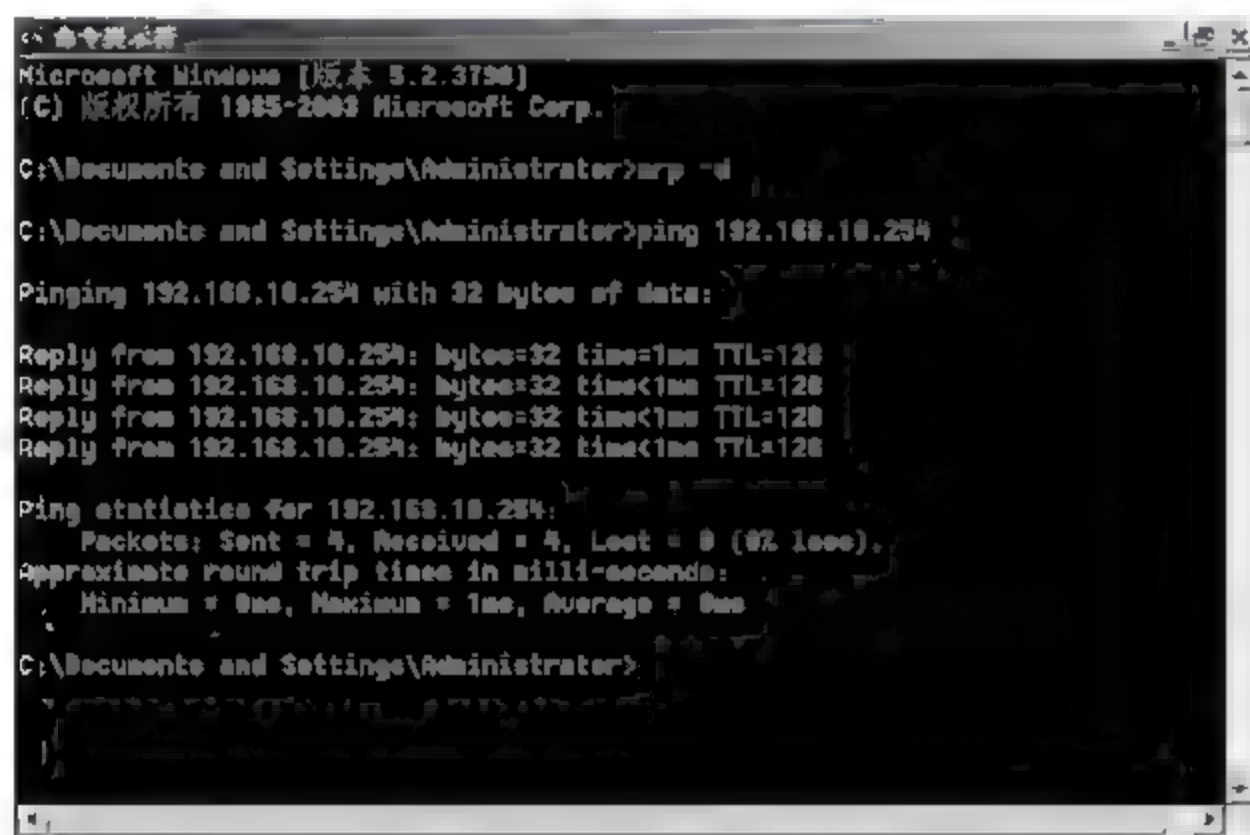 命令提示符
Microsoft Windows [版本 5.2.3790]
(C) 版权所有 1985-2003 Microsoft Corp.
C:\Documents and Settings\Administrator>arp -d
C:\Documents and Settings\Administrator>ping 192.168.10.254
Pinging 192.168.10.254 with 32 bytes of data:
Reply from 192.168.10.254: bytes=32 time=1ms TTL=128
Reply from 192.168.10.254: bytes=32 time<1ms TTL=128
Reply from 192.168.10.254: bytes=32 time<1ms TTL=128
Reply from 192.168.10.254: bytes=32 time<1ms TTL=128
Ping statistics for 192.168.10.254:
Packets: Sent = 4, Received = 4, Lost = 0 (0% loss),
Approximate round trip times in milli-seconds:
Minimum = 0ms, Maximum = 1ms, Average = 0ms
C:\Documents and Settings\Administrator>